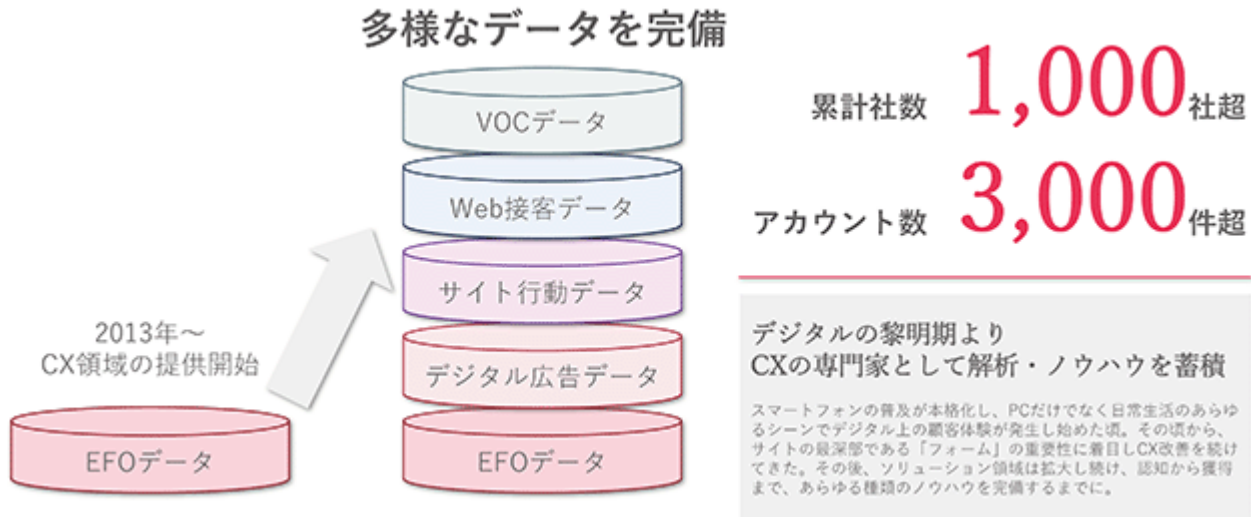 多様なデータを完備
VOCデータ
Web接客データ
サイト行動データ
デジタル広告データ
EFOデータ
2013年～
CX領域の提供開始
EFOデータ
累計社数 1,000社超
アカウント数 3,000件超
デジタルの黎明期より
CXの専門家として解析・ノウハウを蓄積
スマートフォンの普及が本格化し、PCだけでなく日常生活のあらゆ
るシーンでデジタル上の顧客体験が発生し始めた頃。その頃から、
サイトの最深部である「フォーム」の重要性に着目しCX改善を続け
てきた。その後、ソリューション領域は拡大し続け、認知から獲得
まで、あらゆる種類のノウハウを完備するまでに。